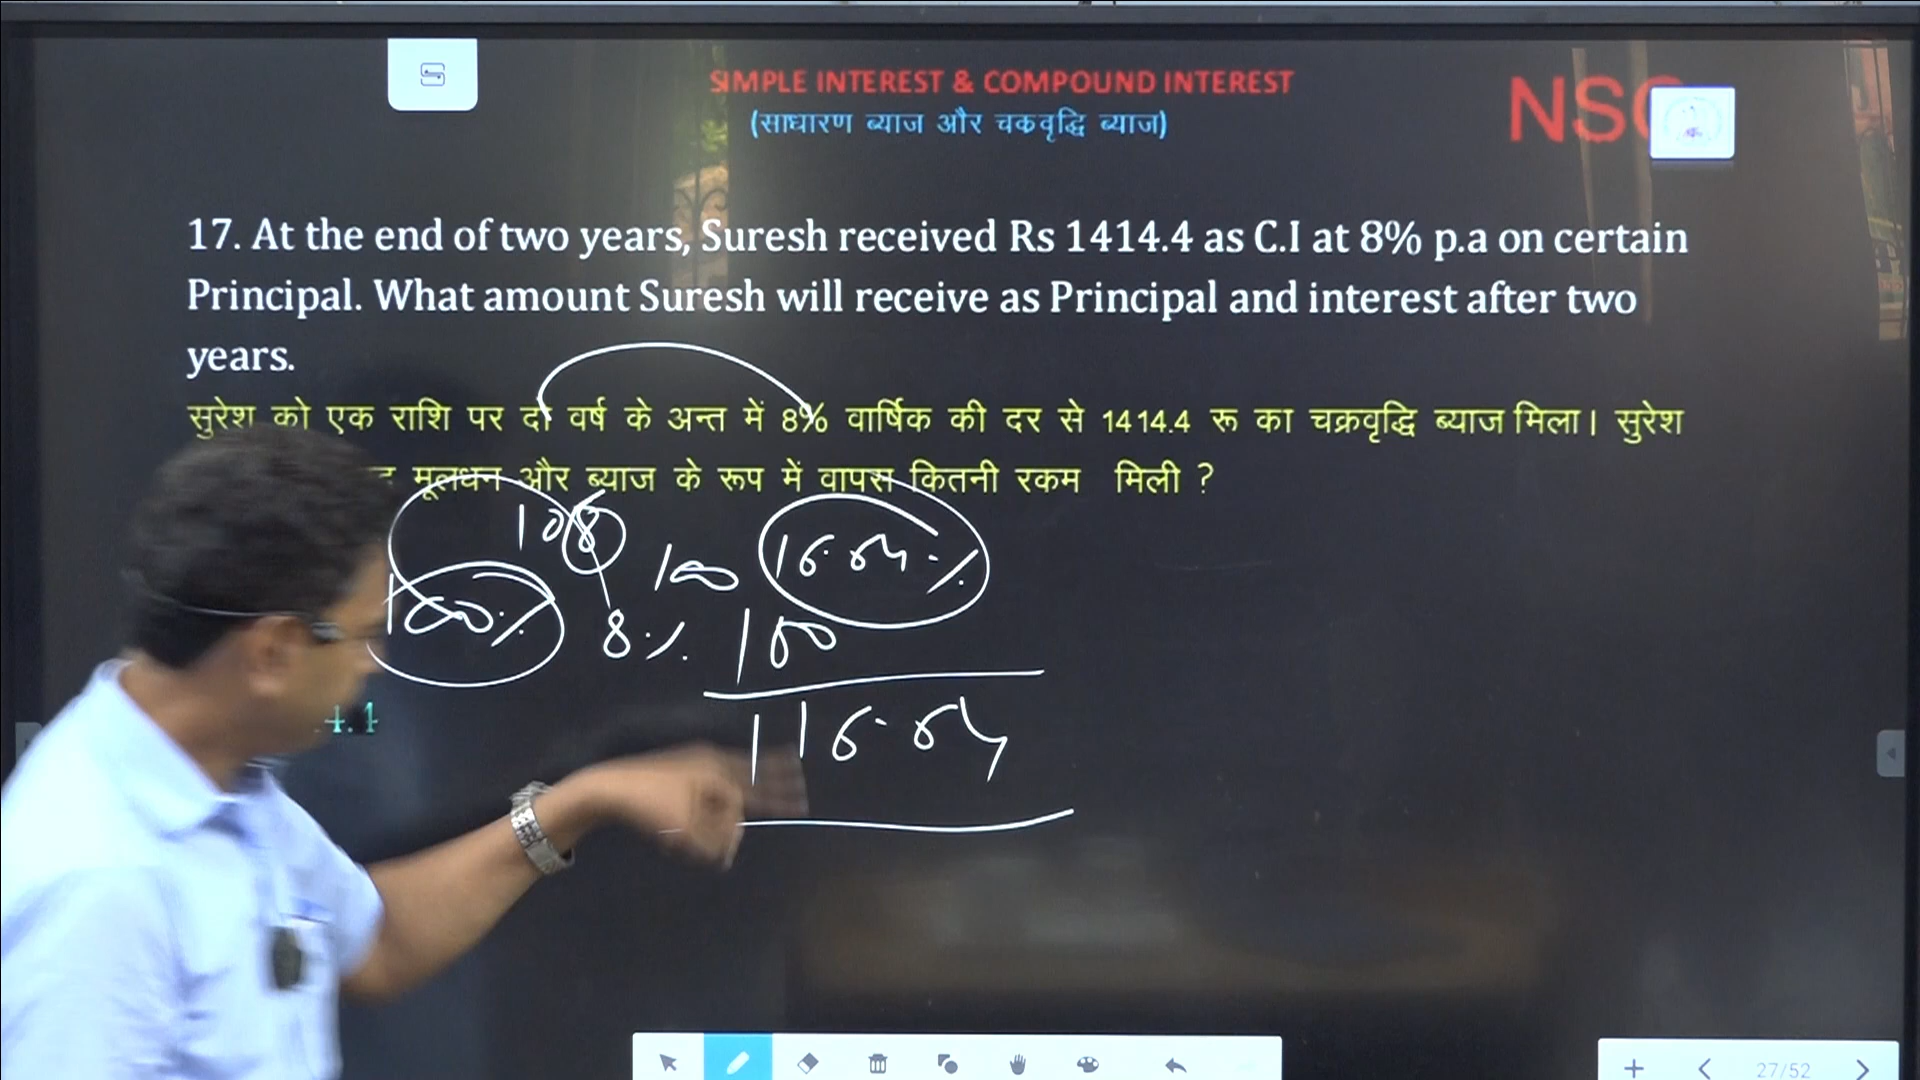 SIMPLE INTEREST & COMPOUND INTEREST
(साधारण ब्याज और चकवृद्धि ब्याज)
17. At the end of two years, Suresh received Rs 1414.4 as C.I at 8% p.a on certain
Principal. What amount Suresh will receive as Principal and interest after two
years.
सुरेश को एक राशि पर दो वर्ष के अन्त में 8% वार्षिक की दर से 1414.4 रू का चक्रवृद्धि ब्याज मिला। सुरेश
मूलधन और ब्याज के रूप में वापस कितनी रकम मिली ?
108
100 16.64%
100% 8% 100
4.4
116.64
27/52